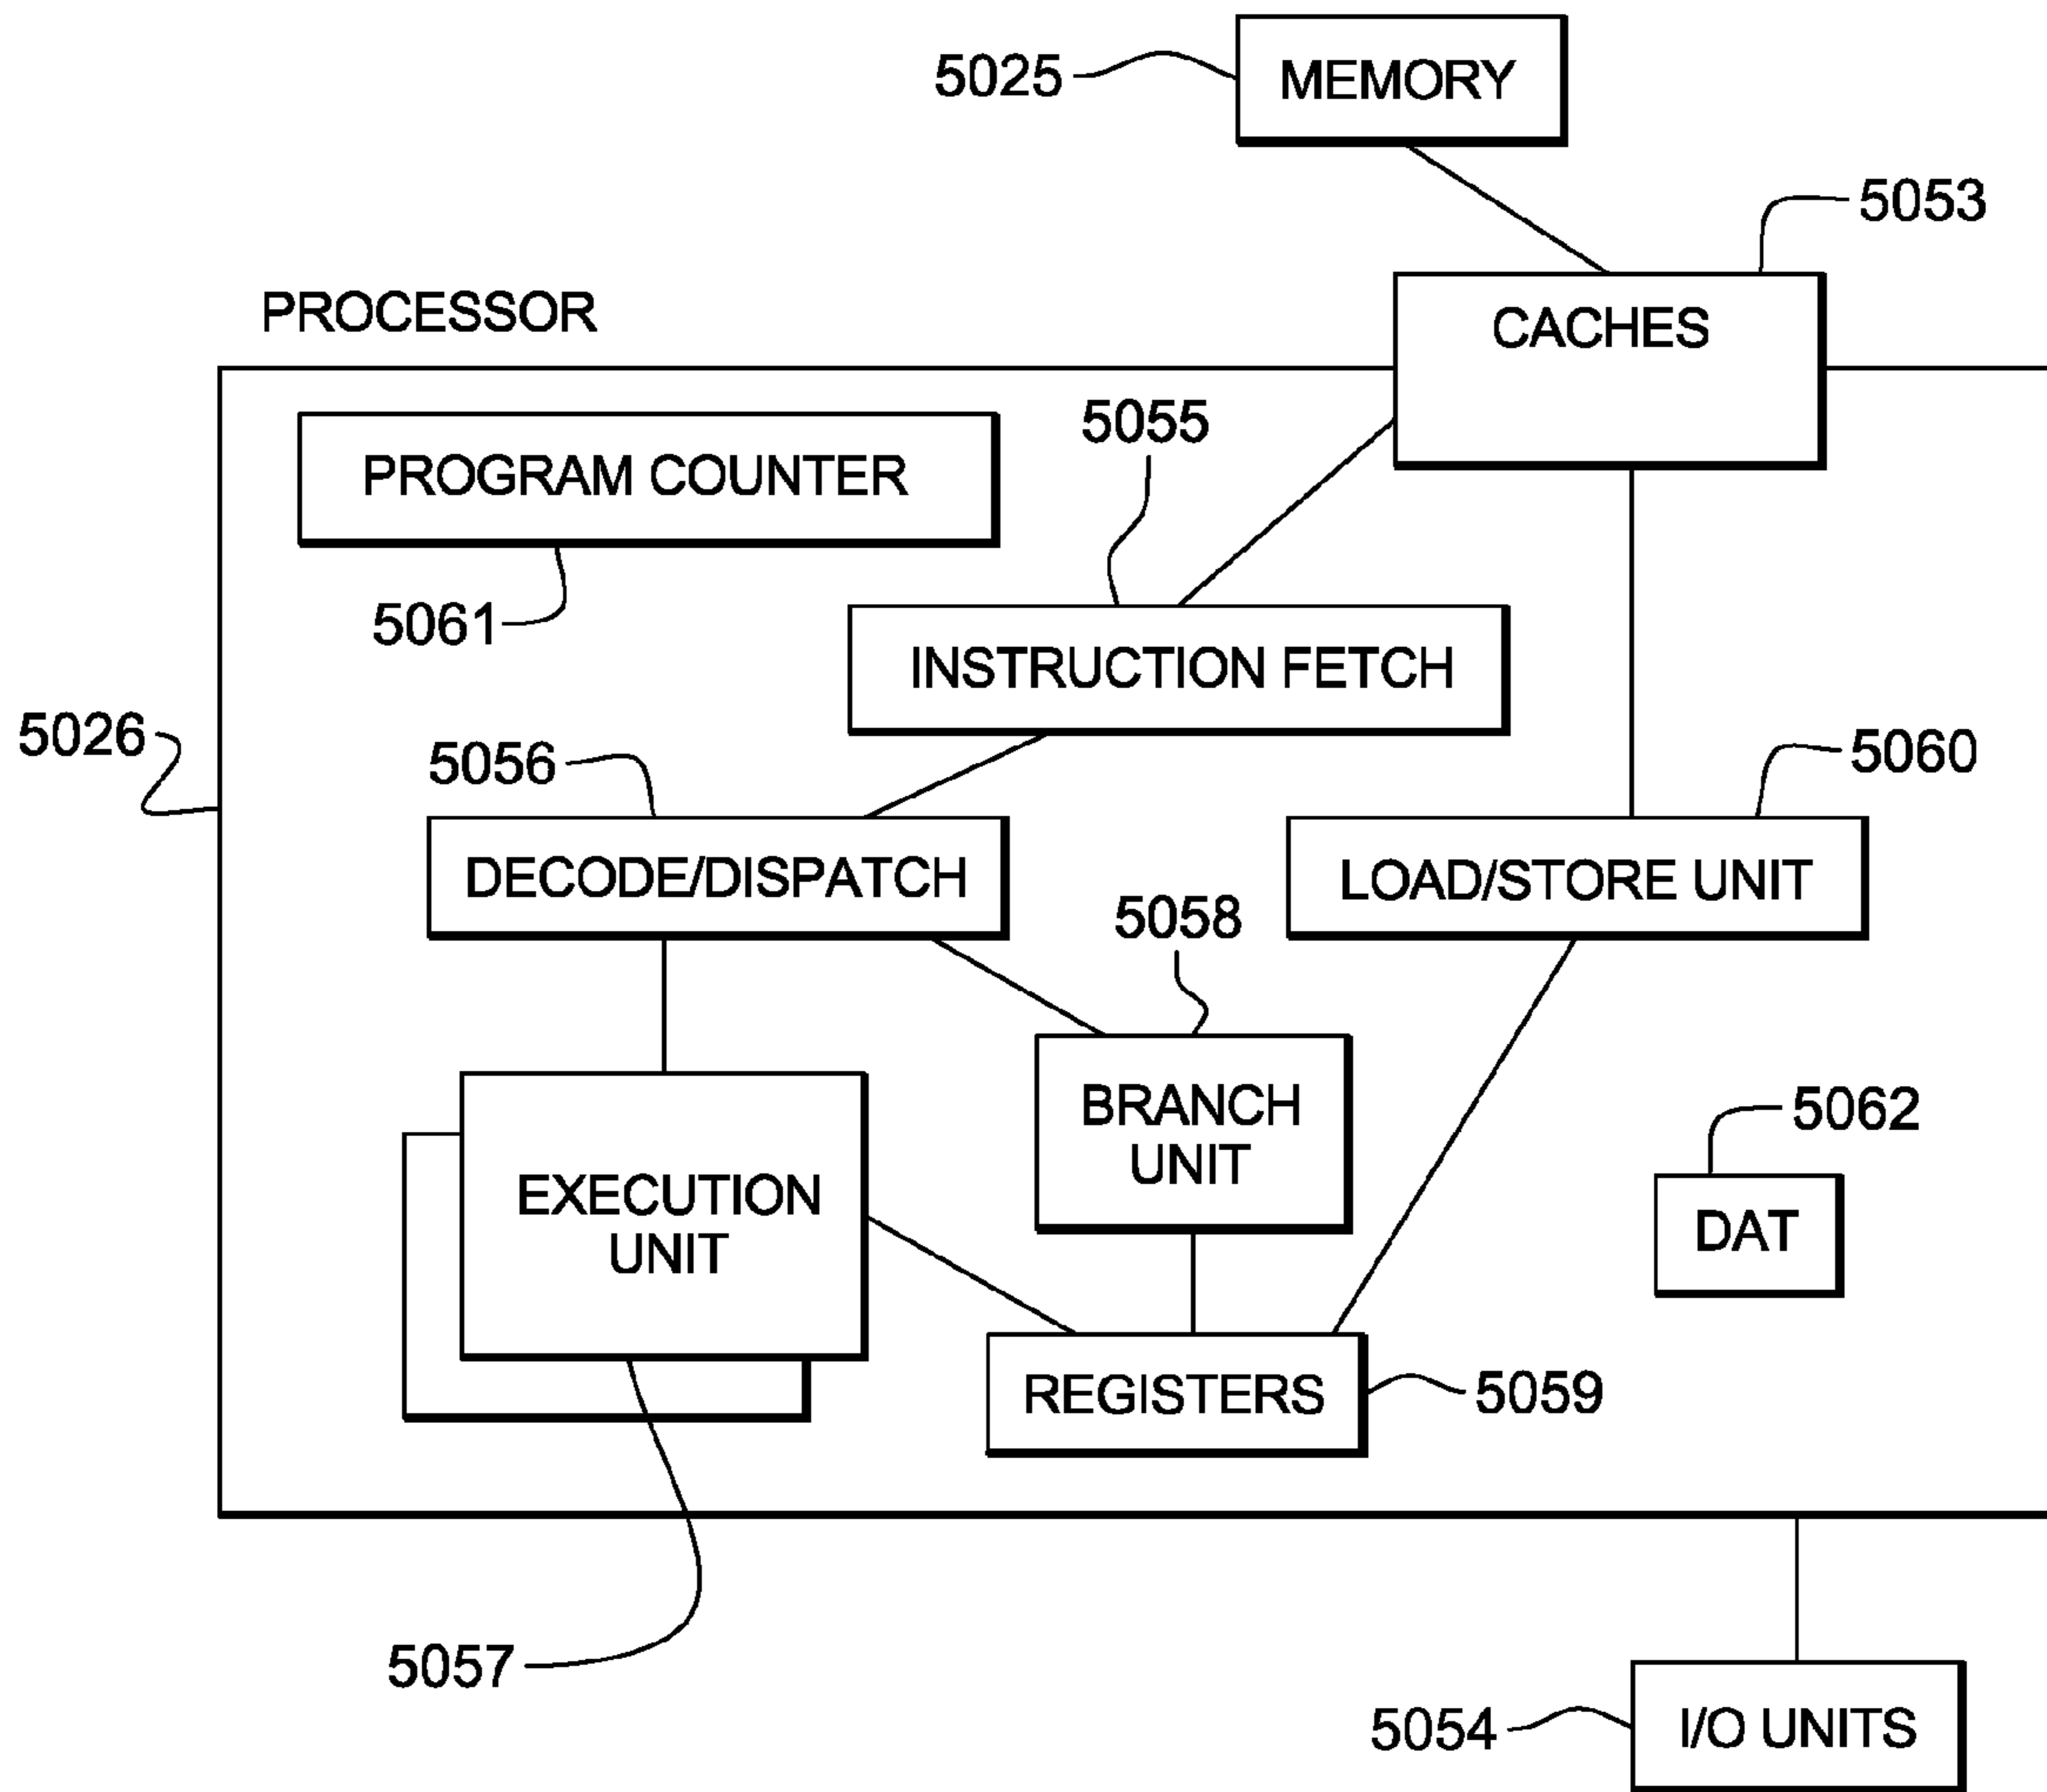 MEMORY
5025
5053
PROCESSOR
CACHES
5055
PROGRAM COUNTER
5061
INSTRUCTION FETCH
5026
5056
5060
DECODE/DISPATCH
LOAD/STORE UNIT
5058
BRANCH
UNIT
5062
EXECUTION
UNIT
DAT
REGISTERS
5059
5057
5054
I/O UNITS